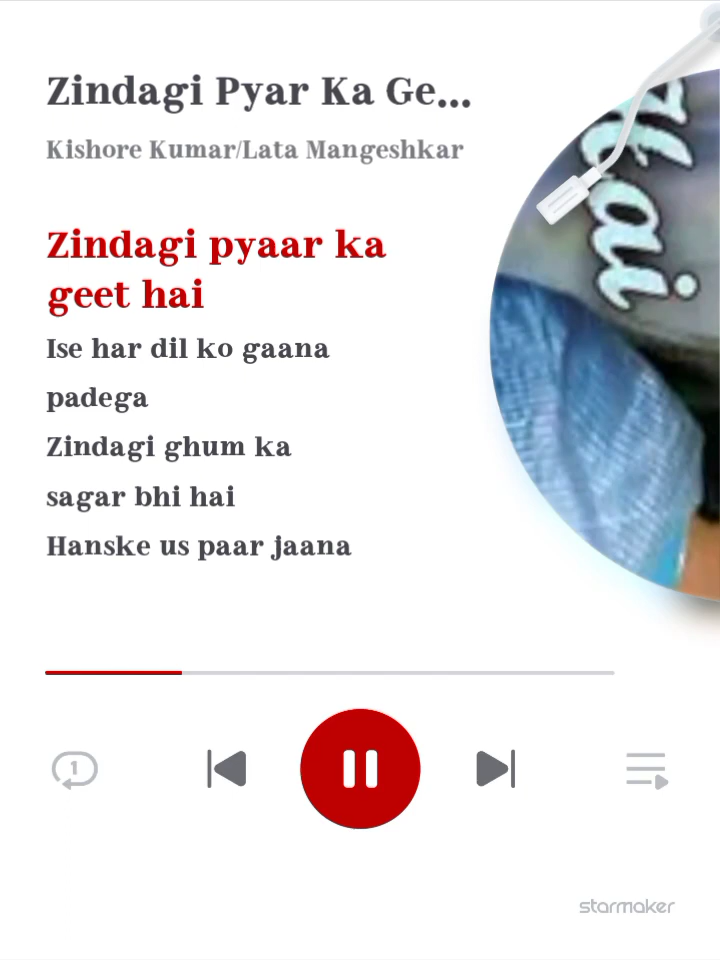 Zindagi Pyar Ka Ge...
Kishore Kumar/Lata Mangeshkar
Zindagi pyaar ka
geet hai
Ise har dil ko gaana
padega
Zindagi ghum ka
sagar bhi hai
Hanske us paar jaana
1
starmaker